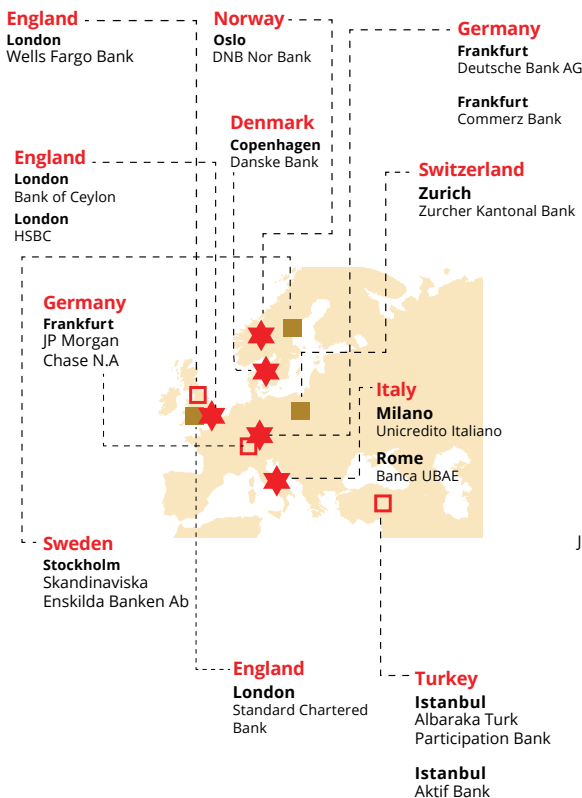 England
London
Wells Fargo Bank
Norway
Oslo
DNB Nor Bank
Germany
Frankfurt
Deutsche Bank AG
Frankfurt
Commerz Bank
Denmark
Copenhagen
Danske Bank
England
London
Bank of Ceylon
London
HSBC
Switzerland
Zurich
Zurcher Kantonal Bank
Germany
Frankfurt
JP Morgan
Chase N.A
Italy
Milano
Unicredito Italiano
Rome
Banca UBAE
Sweden
Stockholm
Skandinaviska
Enskilda Banken Ab
J
England
London
Standard Chartered
Bank
Turkey
Istanbul
Albaraka Turk
Participation Bank
Istanbul
Aktif Bank